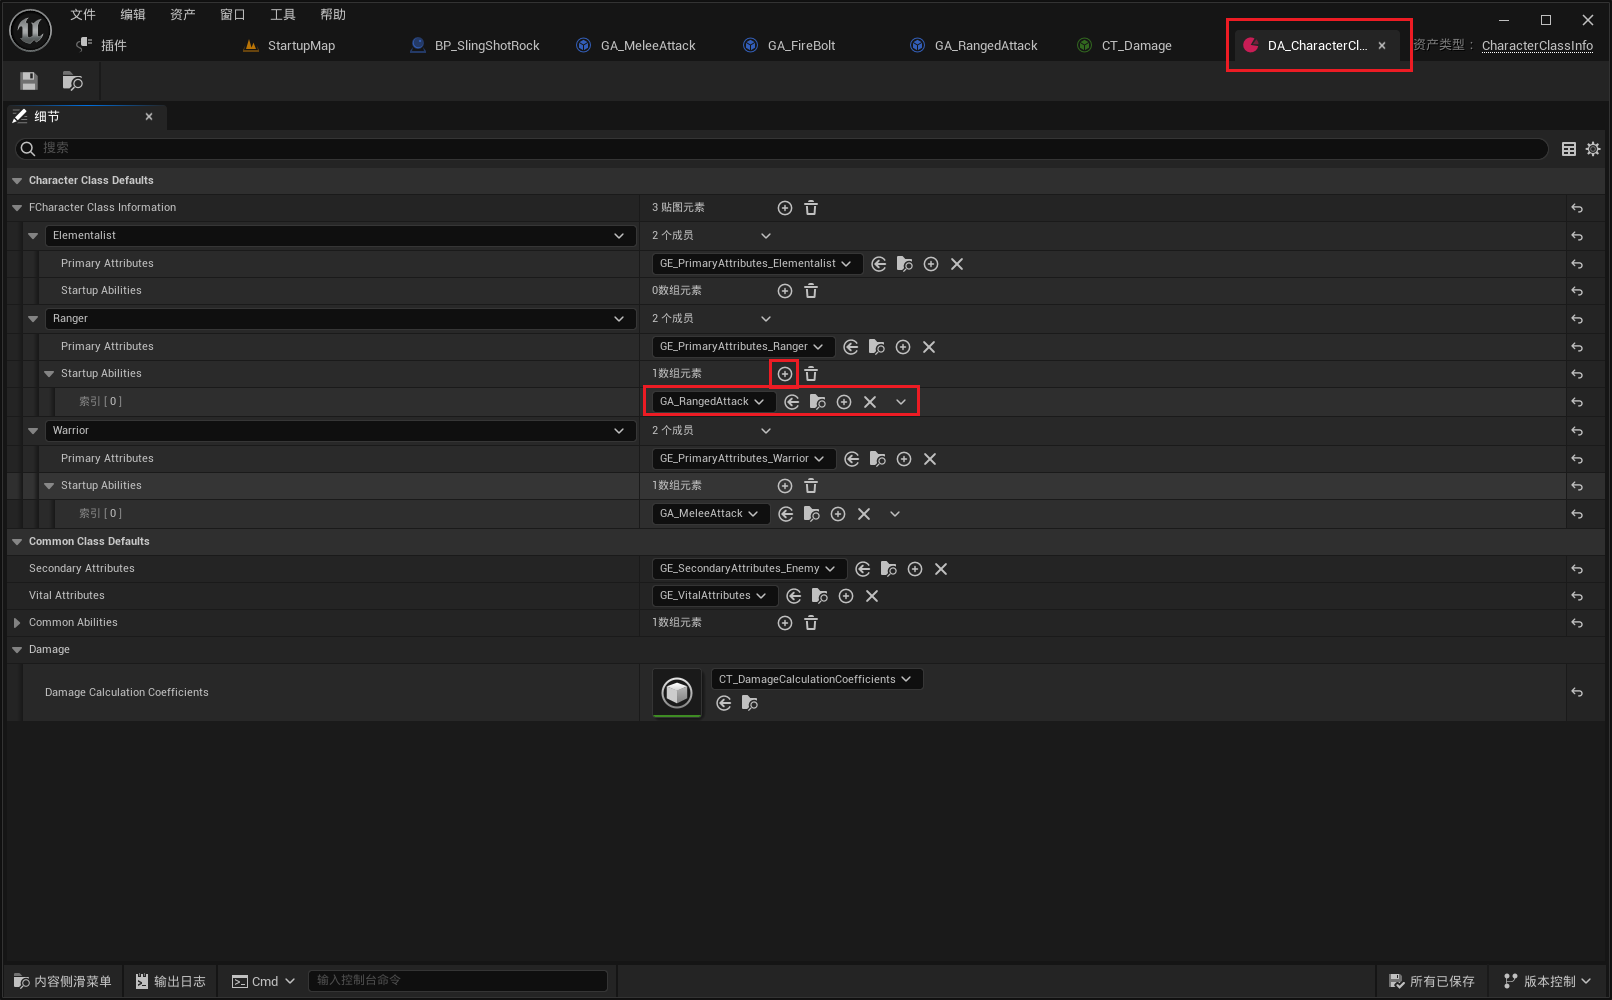 文件 编辑 资产 窗口 工具 帮助
插件 StartupMap BP_SlingShotRock GA_MeleeAttack GA_FireBolt GA_RangedAttack CT_Damage DA_CharacterCl... 资产类型： CharacterClassInfo
细节
搜索
Character Class Defaults
FCharacter Class Information 3 贴图元素
Elementalist 2 个成员
Primary Attributes GE_PrimaryAttributes_Elementalist
Startup Abilities 0数组元素
Ranger 2 个成员
Primary Attributes GE_PrimaryAttributes_Ranger
Startup Abilities 1数组元素
索引 [ 0 ] GA_RangedAttack
Warrior 2 个成员
Primary Attributes GE_PrimaryAttributes_Warrior
Startup Abilities 1数组元素
索引 [ 0 ] GA_MeleeAttack
Common Class Defaults
Secondary Attributes GE_SecondaryAttributes_Enemy
Vital Attributes GE_VitalAttributes
Common Abilities 1数组元素
Damage
Damage Calculation Coefficients CT_DamageCalculationCoefficients
内容侧滑菜单 输出日志 Cmd 输入控制台命令 所有已保存 版本控制